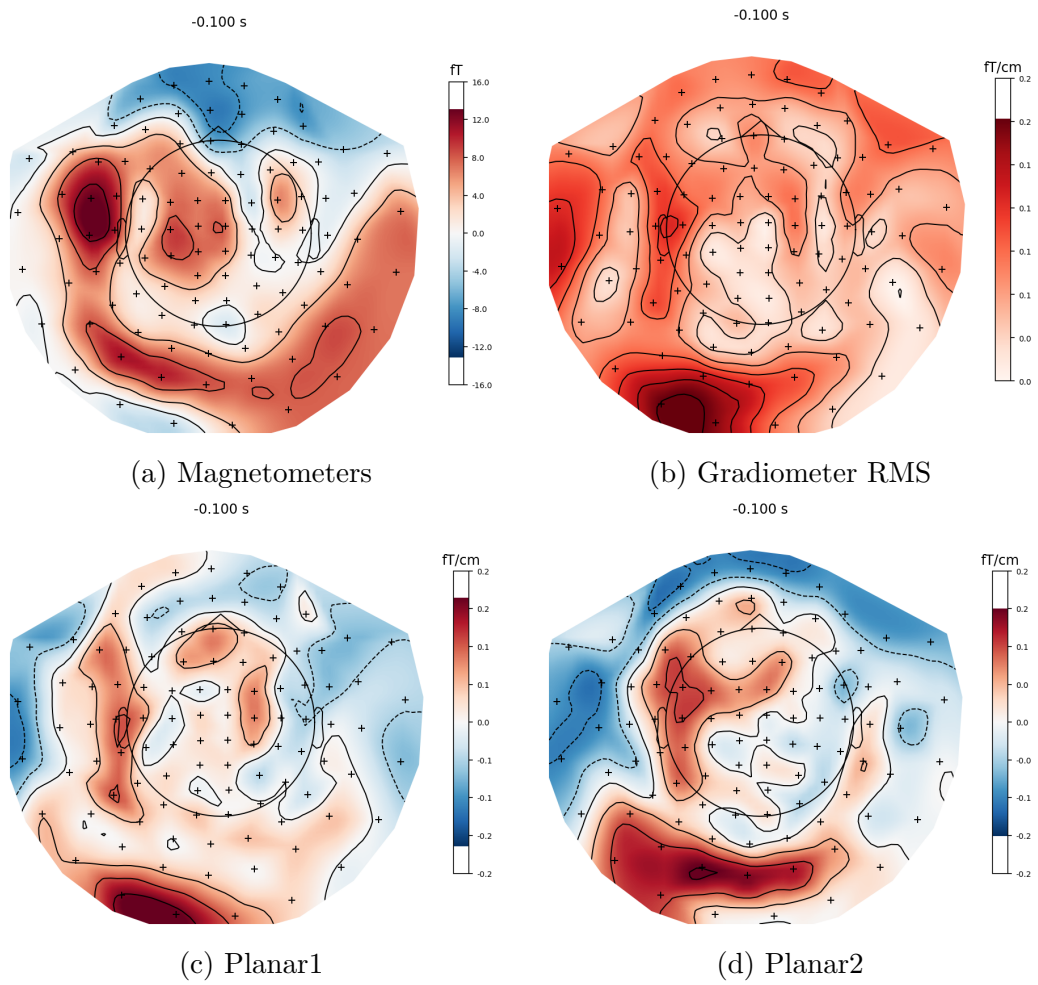 -0.100 s
fT
16.0
12.0
8.0
4.0
0.0
-4.0
-8.0
-12.0
-16.0
(a) Magnetometers
-0.100 s
fT/cm
0.2
0.2
0.1
0.1
0.1
0.1
0.0
0.0
(b) Gradiometer RMS
-0.100 s
fT/cm
0.2
0.2
0.1
0.1
0.0
-0.1
-0.1
-0.2
-0.2
(c) Planar1
-0.100 s
fT/cm
0.2
0.2
0.1
0.0
0.0
-0.0
-0.1
-0.2
-0.2
(d) Planar2